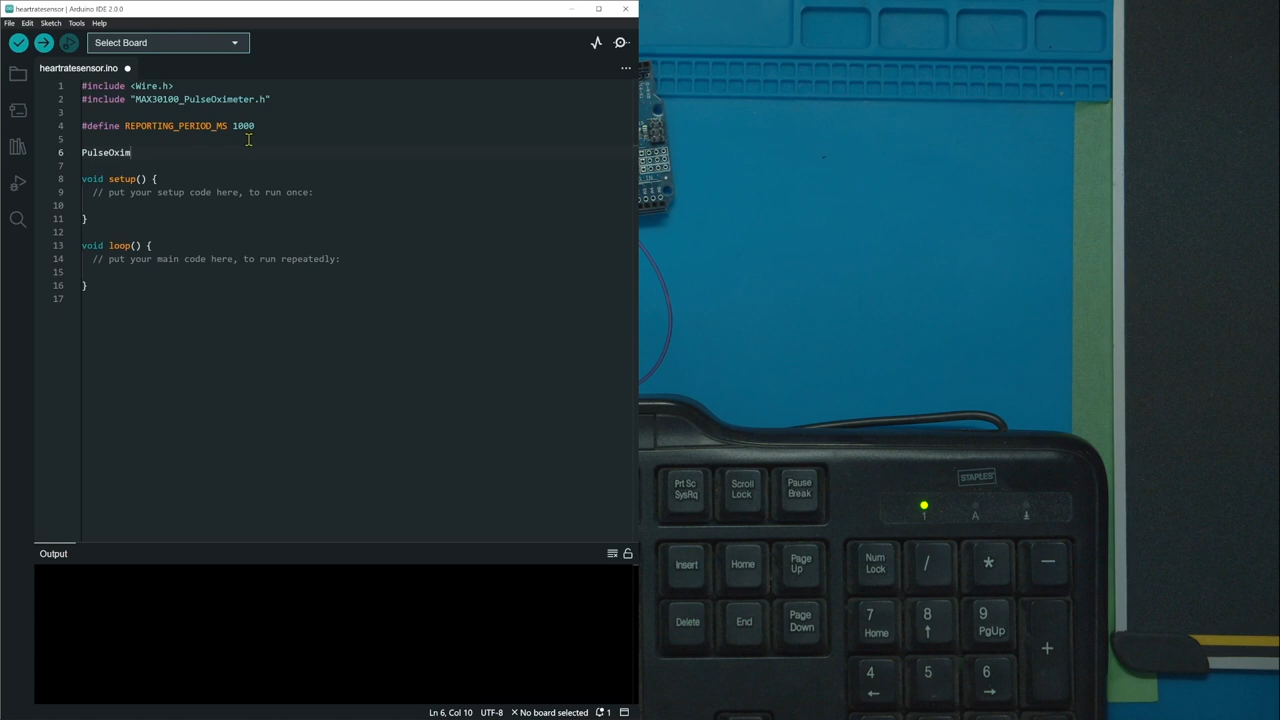 heartratesensor | Arduino IDE 2.0.0
File Edit Sketch Tools Help
Select Board
heartratesensor.ino
1 #include <Wire.h>
2 #include "MAX30100_PulseOximeter.h"
3
4 #define REPORTING_PERIOD_MS 1000
5
6 PulseOxim
7
8 void setup() {
9 // put your setup code here, to run once:
10
11 }
12
13 void loop() {
14 // put your main code here, to run repeatedly:
15
16 }
17
Output
Ln 6, Col 10 UTF-8 No board selected 1
STAPLES
1 A
Prt Sc
SysRq
Scroll
Lock
Pause
Break
Insert
Home
Page
Up
Num
Lock
/
*
-
Delete
End
Page
Down
7
Home
8
↑
9
PgUp
+
4
←
5
6
→